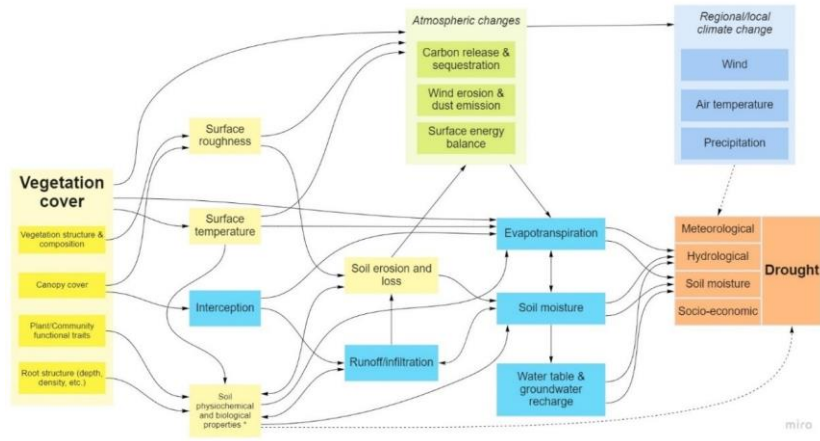 Atmospheric changes
Carbon release &
sequestration
Wind erosion &
dust emission
Surface energy
balance
Regional/local
climate change
Wind
Air temperature
Precipitation
Vegetation
cover
Vegetation structure &
composition
Canopy cover
Plant/Community
functional traits
Root structure (depth,
density, etc.)
Surface
roughness
Surface
temperature
Interception
Soil
physiochemical
and biological
properties *
Soil erosion and
loss
Runoff/infiltration
Evapotranspiration
Soil moisture
Water table &
groundwater
recharge
Meteorological
Hydrological
Soil moisture
Socio-economic
Drought
miro